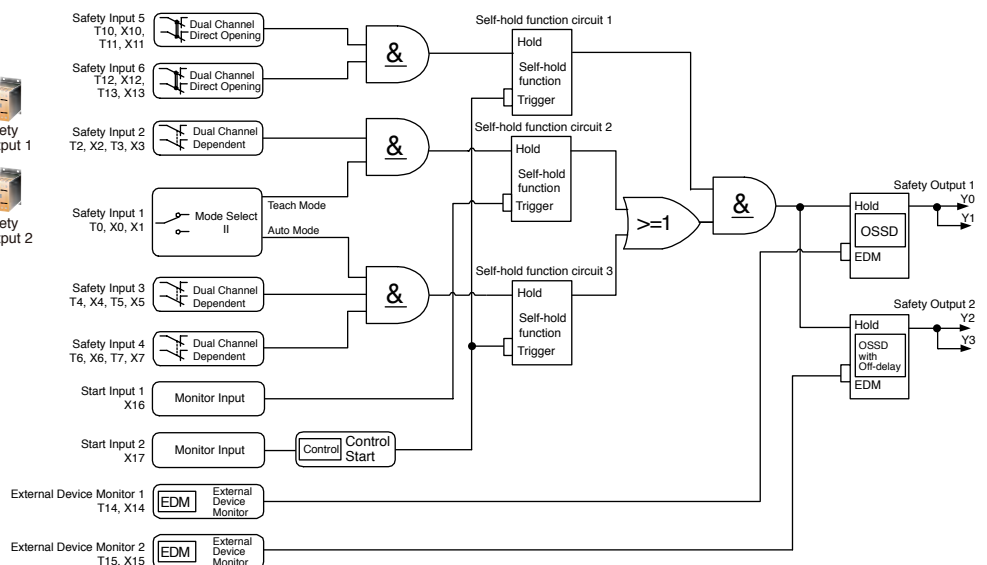 Safety Input 5
T10, X10,
T11, X11
Dual Channel
Direct Opening
&
Self-hold function circuit 1
Hold
Self-hold
function
Trigger
Safety Input 6
T12, X12,
T13, X13
Dual Channel
Direct Opening
Safety Input 2
T2, X2, T3, X3
Dual Channel
Dependent
&
Self-hold function circuit 2
Hold
Self-hold
function
Trigger
Safety Input 1
T0, X0, X1
Mode Select
II
Teach Mode
Auto Mode
>=1
&
Safety Output 1
Hold
OSSD
EDM
Y0
Y1
Safety Input 3
T4, X4, T5, X5
Dual Channel
Dependent
&
Self-hold function circuit 3
Hold
Self-hold
function
Trigger
Safety Input 4
T6, X6, T7, X7
Dual Channel
Dependent
Safety Output 2
Hold
OSSD
with
Off-delay
EDM
Y2
Y3
Start Input 1
X16
Monitor Input
Start Input 2
X17
Monitor Input
Control
Control
Start
External Device Monitor 1
T14, X14
EDM
External
Device
Monitor
External Device Monitor 2
T15, X15
EDM
External
Device
Monitor
ety
put 1
ety
put 2